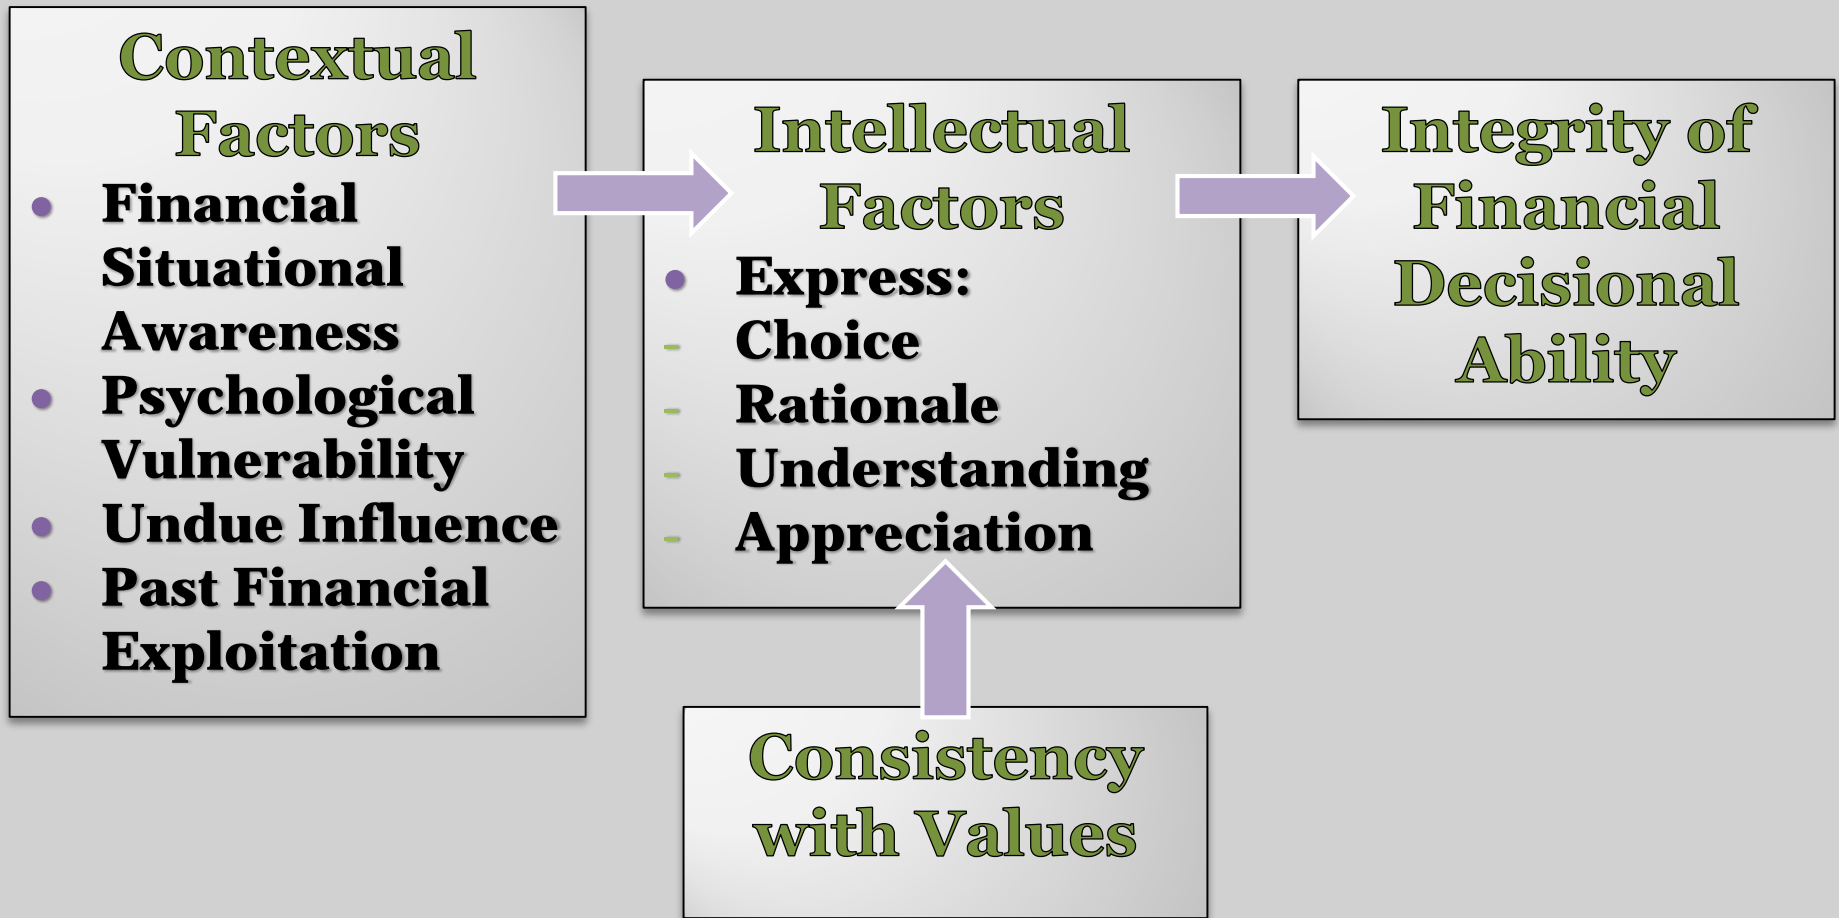 Contextual
Factors
• Financial
Situational
Awareness
• Psychological
Vulnerability
• Undue Influence
• Past Financial
Exploitation
Intellectual
Factors
• Express:
- Choice
- Rationale
- Understanding
- Appreciation
Consistency
with Values
Integrity of
Financial
Decisional
Ability